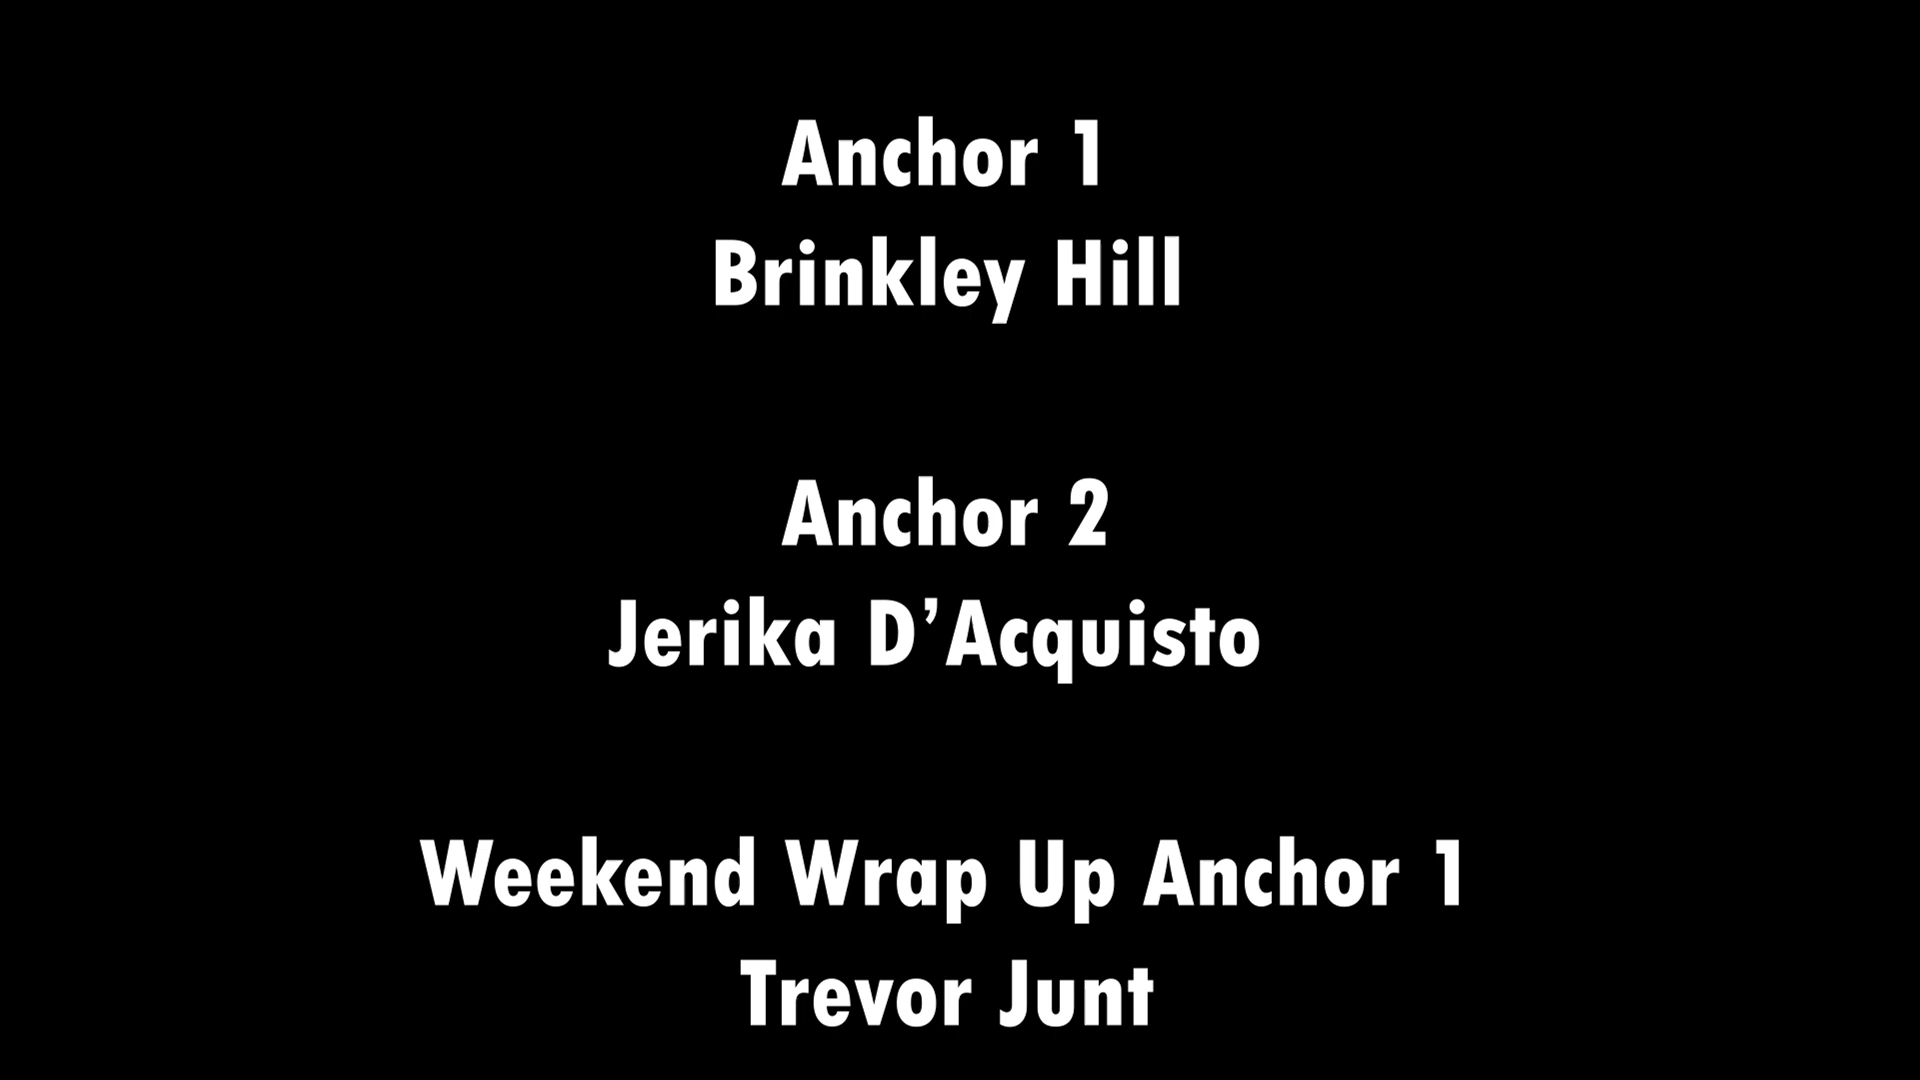 Anchor 1
Brinkley Hill
Anchor 2
Jerika D’Acquisto
Weekend Wrap Up Anchor 1
Trevor Junt